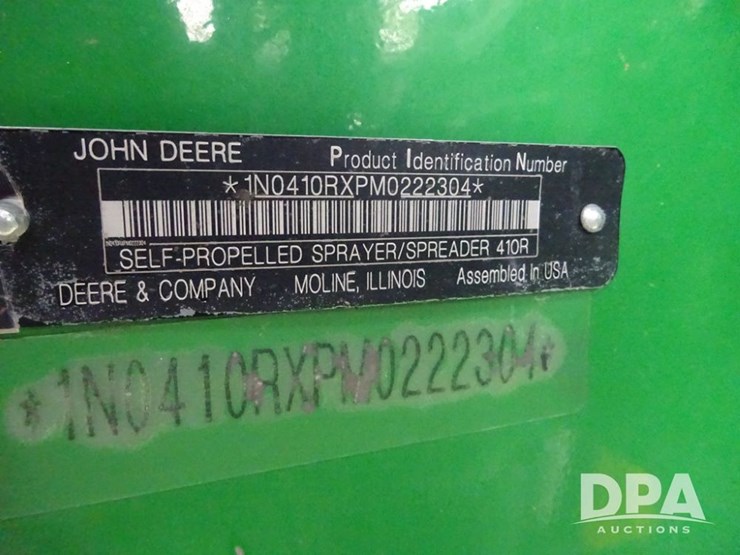 JOHN DEERE Product Identification Number
*1N0410RXPM0222304*
SELF-PROPELLED SPRAYER/SPREADER 410R
DEERE & COMPANY MOLINE, ILLINOIS Assembled in USA
*1N0410RXPM0222304*
DPA
AUCTIONS